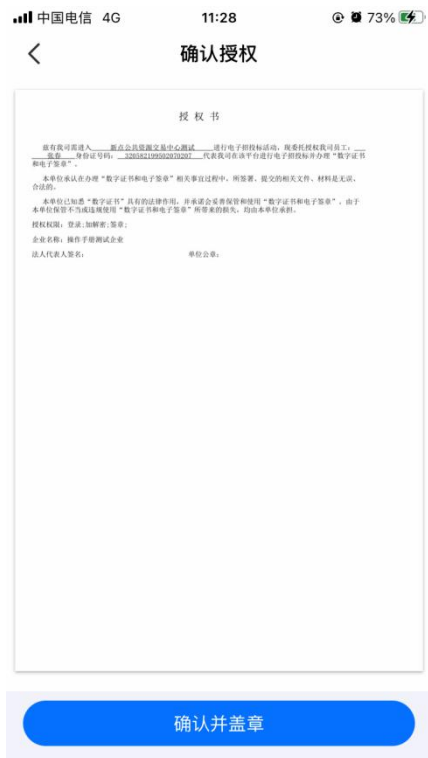 中国电信 4G 11:28 73%
确认授权
授 权 书
兹有我司需进入 新点公共资源交易中心测试 进行电子招投标活动，现委托授权我司员工：
张春 身份证号码： 320582199502070207 代表我司在该平台进行电子招投标并办理“数字证书
和电子签章”。
本单位承认在办理“数字证书和电子签章”相关事宜过程中，所签署、提交的相关文件、材料是无误、
合法的。
本单位已知悉“数字证书”具有的法律作用，并承诺会妥善保管和使用“数字证书和电子签章”。由于
本单位保管不当或违规使用“数字证书和电子签章”所带来的损失，均由本单位承担。
授权权限：登录;加解密;签章;
企业名称：操作手册测试企业
法人代表人签名： 单位公章：
确认并盖章